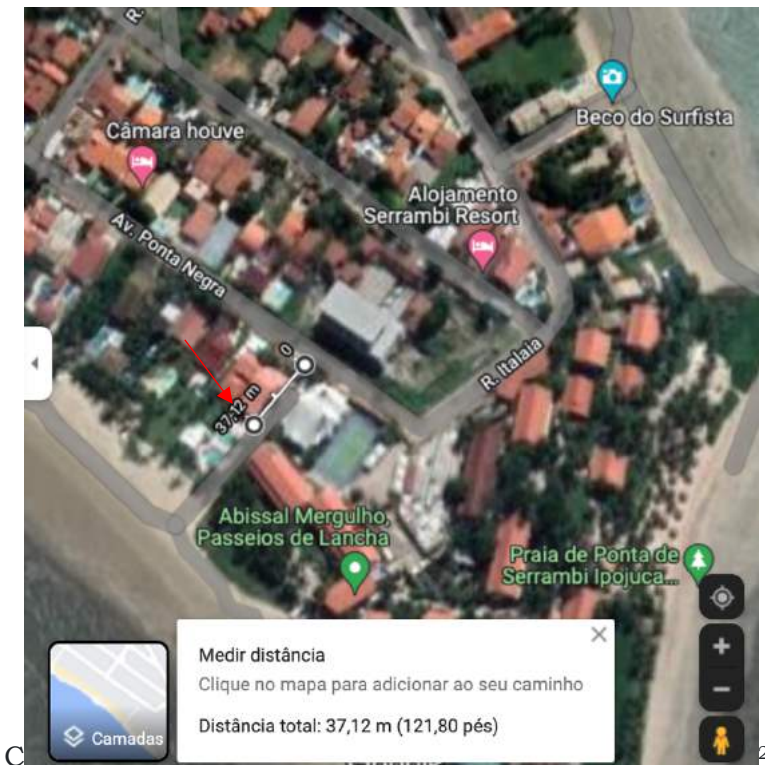 R.
Câmara houve
Beco do Surfista
Alojamento
Serrambi Resort
Av. Ponta Negra
R. Itálaia
0
37,12 m
Abissal Mergulho,
Passeios de Lancha
Praia de Ponta de
Serrambi Ipojuca...
Medir distância
Clique no mapa para adicionar ao seu caminho
Distância total: 37,12 m (121,80 pés)
Camadas
C